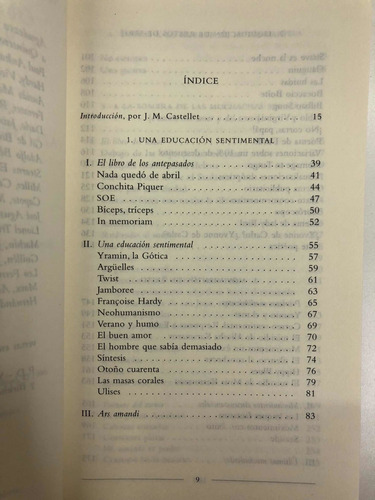 ÍNDICE
Introducción, por J. M. Castellet . . . . . . . . . . . . . . . . . . 15
1. UNA EDUCACIÓN SENTIMENTAL
I. El libro de los antepasados . . . . . . . . . . . . . . . . . . 39
Nada quedó de abril . . . . . . . . . . . . . . . . . . 41
Conchita Piquer . . . . . . . . . . . . . . . . . . 44
SOE . . . . . . . . . . . . . . . . . . 47
Biceps, tríceps . . . . . . . . . . . . . . . . . . 50
In memoriam . . . . . . . . . . . . . . . . . . 52
II. Una educación sentimental . . . . . . . . . . . . . . . . . . 55
Yramin, la Gótica . . . . . . . . . . . . . . . . . . 57
Argüelles . . . . . . . . . . . . . . . . . . 59
Twist . . . . . . . . . . . . . . . . . . 61
Jamboree . . . . . . . . . . . . . . . . . . 63
Françoise Hardy . . . . . . . . . . . . . . . . . . 65
Neohumanismo . . . . . . . . . . . . . . . . . . 67
Verano y humo . . . . . . . . . . . . . . . . . . 69
El buen amor . . . . . . . . . . . . . . . . . . 70
El hombre que sabía demasiado . . . . . . . . . . . . . . . . . . 72
Síntesis . . . . . . . . . . . . . . . . . . 74
Otoño cuarenta . . . . . . . . . . . . . . . . . . 76
Las masas corales . . . . . . . . . . . . . . . . . . 79
Ulises . . . . . . . . . . . . . . . . . . 81
III. Ars amandi . . . . . . . . . . . . . . . . . . 83
9